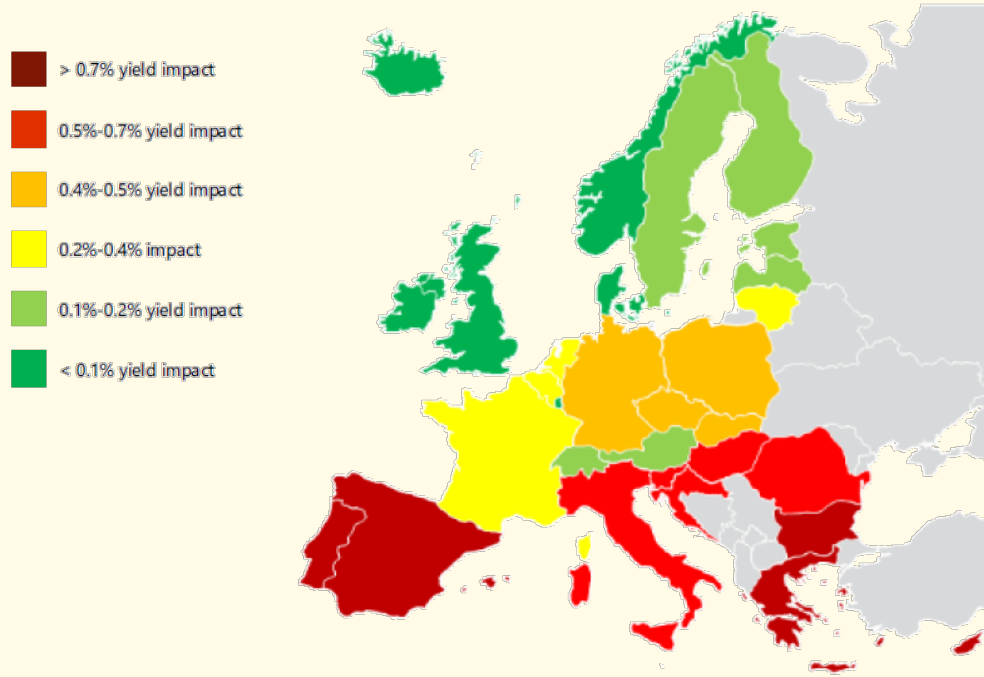 > 0.7% yield impact
0.5%-0.7% yield impact
0.4%-0.5% yield impact
0.2%-0.4% impact
0.1%-0.2% yield impact
< 0.1% yield impact